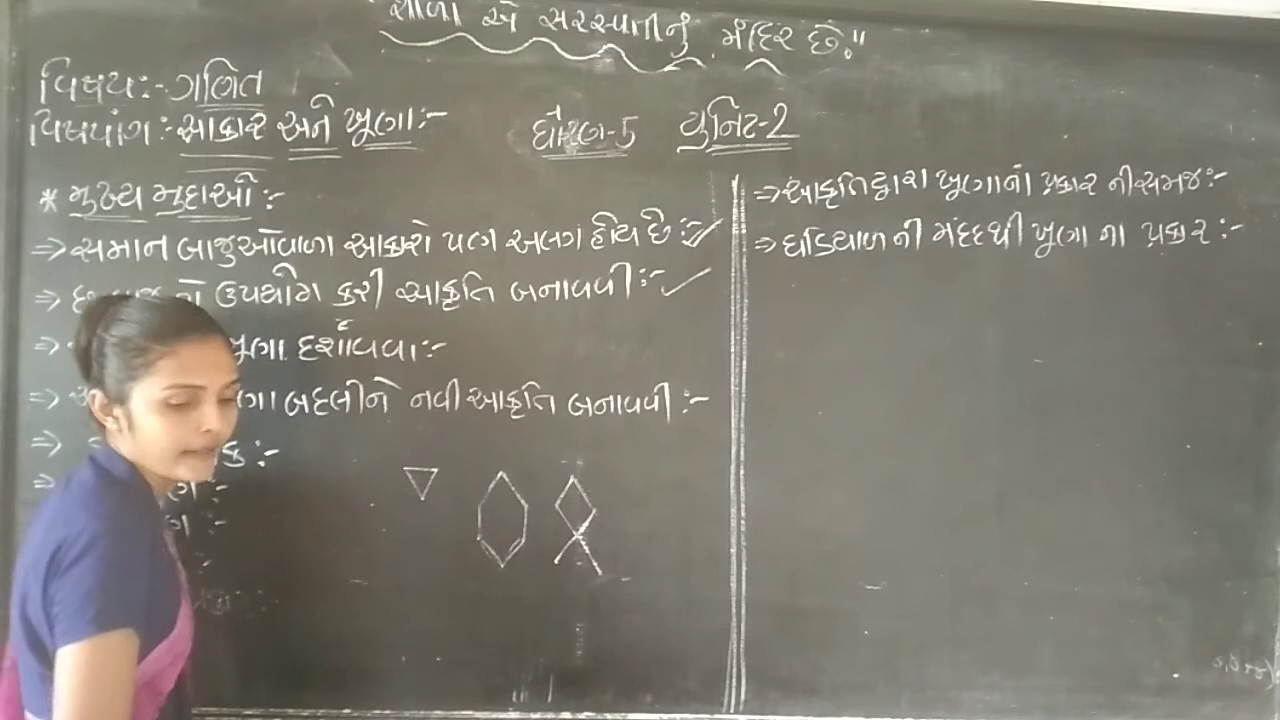 શાળા એ સરસ્વતીનું મંદિર છે."
વિષય:- ગણિત
વિષયાંગ:- આકાર અને ખૂણા:-
ધોરણ-5 યુનિટ-2
* મુખ્ય મુદ્દાઓ:-
⇒ સમાન બાજુઓવાળા આકારો પણ અલગ હોય છે:- ✓
⇒ ઉપયોગ કરી આકૃતિ બનાવવી:- ✓
⇒ ખૂણા દર્શાવવા:-
⇒ બદલીને નવી આકૃતિ બનાવવી:-
⇒
⇒
⇒ આકૃતિ દ્વારા ખૂણાનાં પ્રકાર ની સમજ:-
⇒ ઘડિયાળ ની મદદથી ખૂણા ના પ્રકાર:-